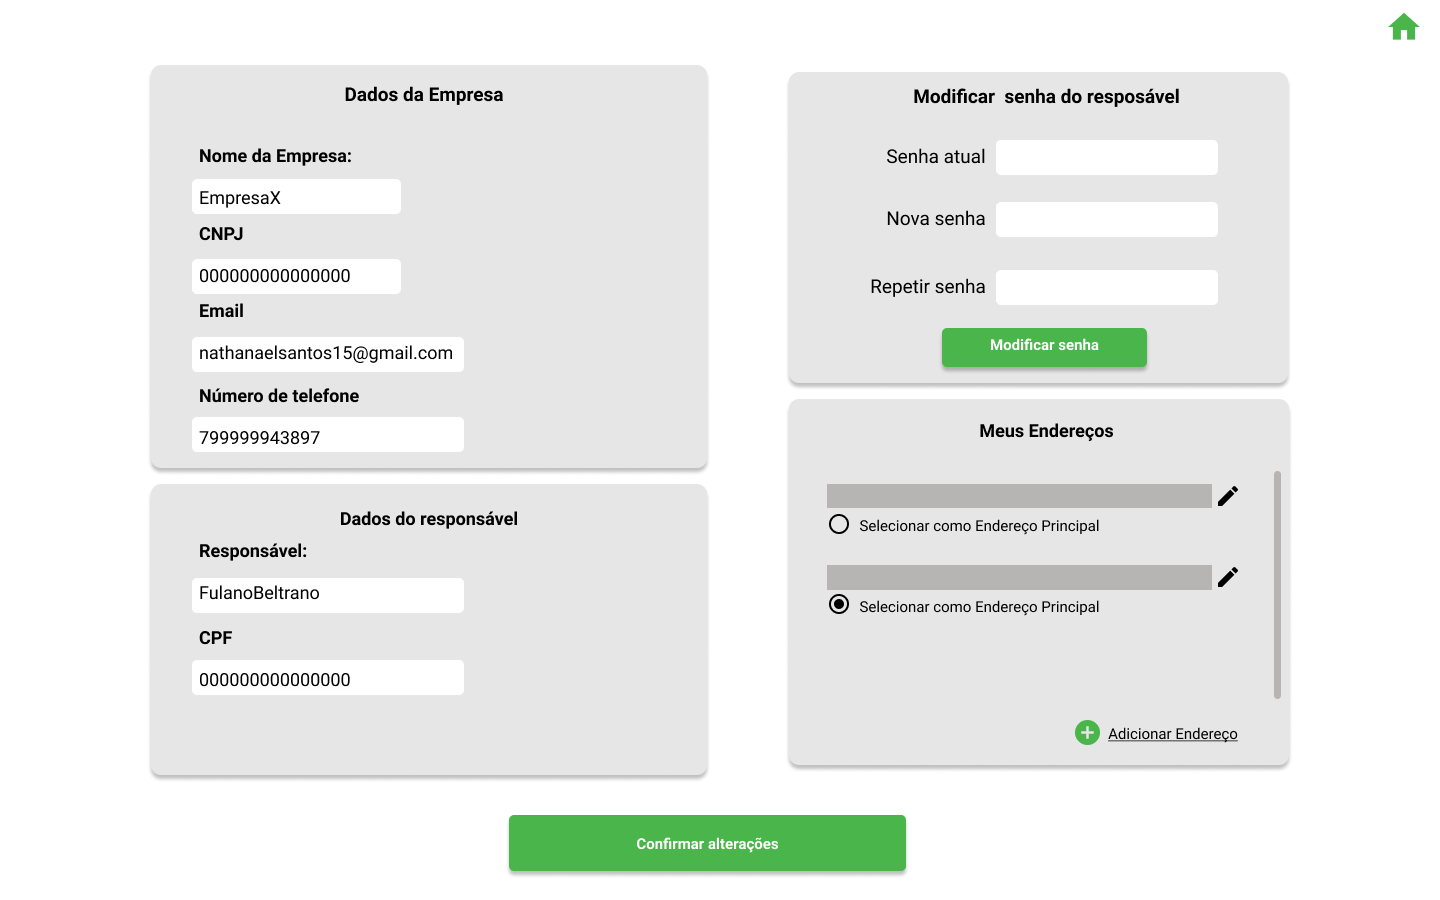 Dados da Empresa
Nome da Empresa:
EmpresaX
CNPJ
000000000000000
Email
nathanaelsantos15@gmail.com
Número de telefone
799999943897
Dados do responsável
Responsável:
FulanoBeltrano
CPF
000000000000000
Modificar  senha do resposável
Senha atual
Nova senha
Repetir senha
Modificar senha
Meus Endereços
Selecionar como Endereço Principal
Selecionar como Endereço Principal
Adicionar Endereço
Confirmar alterações